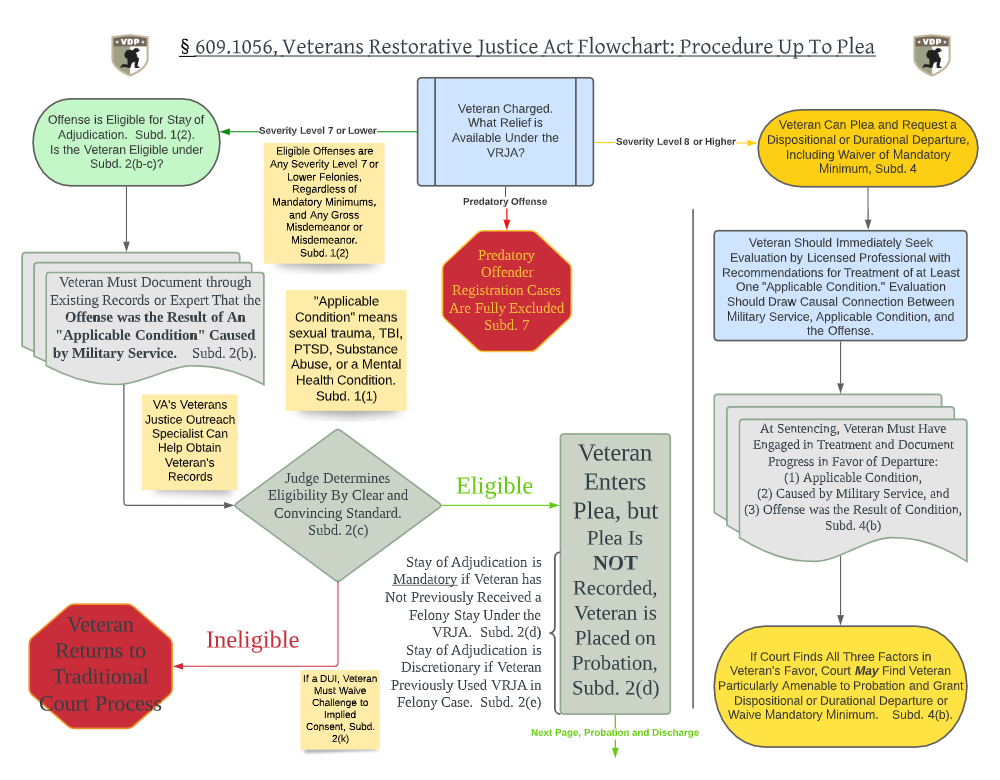 VDP
§ 609.1056, Veterans Restorative Justice Act Flowchart: Procedure Up To Plea
VDP
Veteran Charged.
What Relief is
Available Under the
VRJA?
Severity Level 7 or Lower
Severity Level 8 or Higher
Predatory Offense
Offense is Eligible for Stay of
Adjudication. Subd. 1(2).
Is the Veteran Eligible under
Subd. 2(b-c)?
Eligible Offenses are
Any Severity Level 7 or
Lower Felonies,
Regardless of
Mandatory Minimums,
and Any Gross
Misdemeanor or
Misdemeanor.
Subd. 1(2)
Predatory
Offender
Registration Cases
Are Fully Excluded
Subd. 7
Veteran Must Document through
Existing Records or Expert That the
Offense was the Result of An
"Applicable Condition" Caused
by Military Service. Subd. 2(b).
"Applicable
Condition" means
sexual trauma, TBI,
PTSD, Substance
Abuse, or a Mental
Health Condition.
Subd. 1(1)
VA's Veterans
Justice Outreach
Specialist Can
Help Obtain
Veteran's
Records
Judge Determines
Eligibility By Clear and
Convincing Standard.
Subd. 2(c)
Eligible
Ineligible
Veteran
Returns to
Traditional
Court Process
If a DUI, Veteran
Must Waive
Challenge to
Implied
Consent, Subd.
2(k)
Stay of Adjudication is
Mandatory if Veteran has
Not Previously Received a
Felony Stay Under the
VRJA. Subd. 2(d)
Stay of Adjudication is
Discretionary if Veteran
Previously Used VRJA in
Felony Case. Subd. 2(e)
Veteran
Enters
Plea, but
Plea Is
NOT
Recorded,
Veteran is
Placed on
Probation,
Subd. 2(d)
Next Page, Probation and Discharge
Veteran Can Plea and Request a
Dispositional or Durational Departure,
Including Waiver of Mandatory
Minimum, Subd. 4
Veteran Should Immediately Seek
Evaluation by Licensed Professional with
Recommendations for Treatment of at Least
One "Applicable Condition." Evaluation
Should Draw Causal Connection Between
Military Service, Applicable Condition, and
the Offense.
At Sentencing, Veteran Must Have
Engaged in Treatment and Document
Progress in Favor of Departure:
(1) Applicable Condition,
(2) Caused by Military Service, and
(3) Offense was the Result of Condition,
Subd. 4(b)
If Court Finds All Three Factors in
Veteran's Favor, Court May Find Veteran
Particularly Amenable to Probation and Grant
Dispositional or Durational Departure or
Waive Mandatory Minimum. Subd. 4(b).